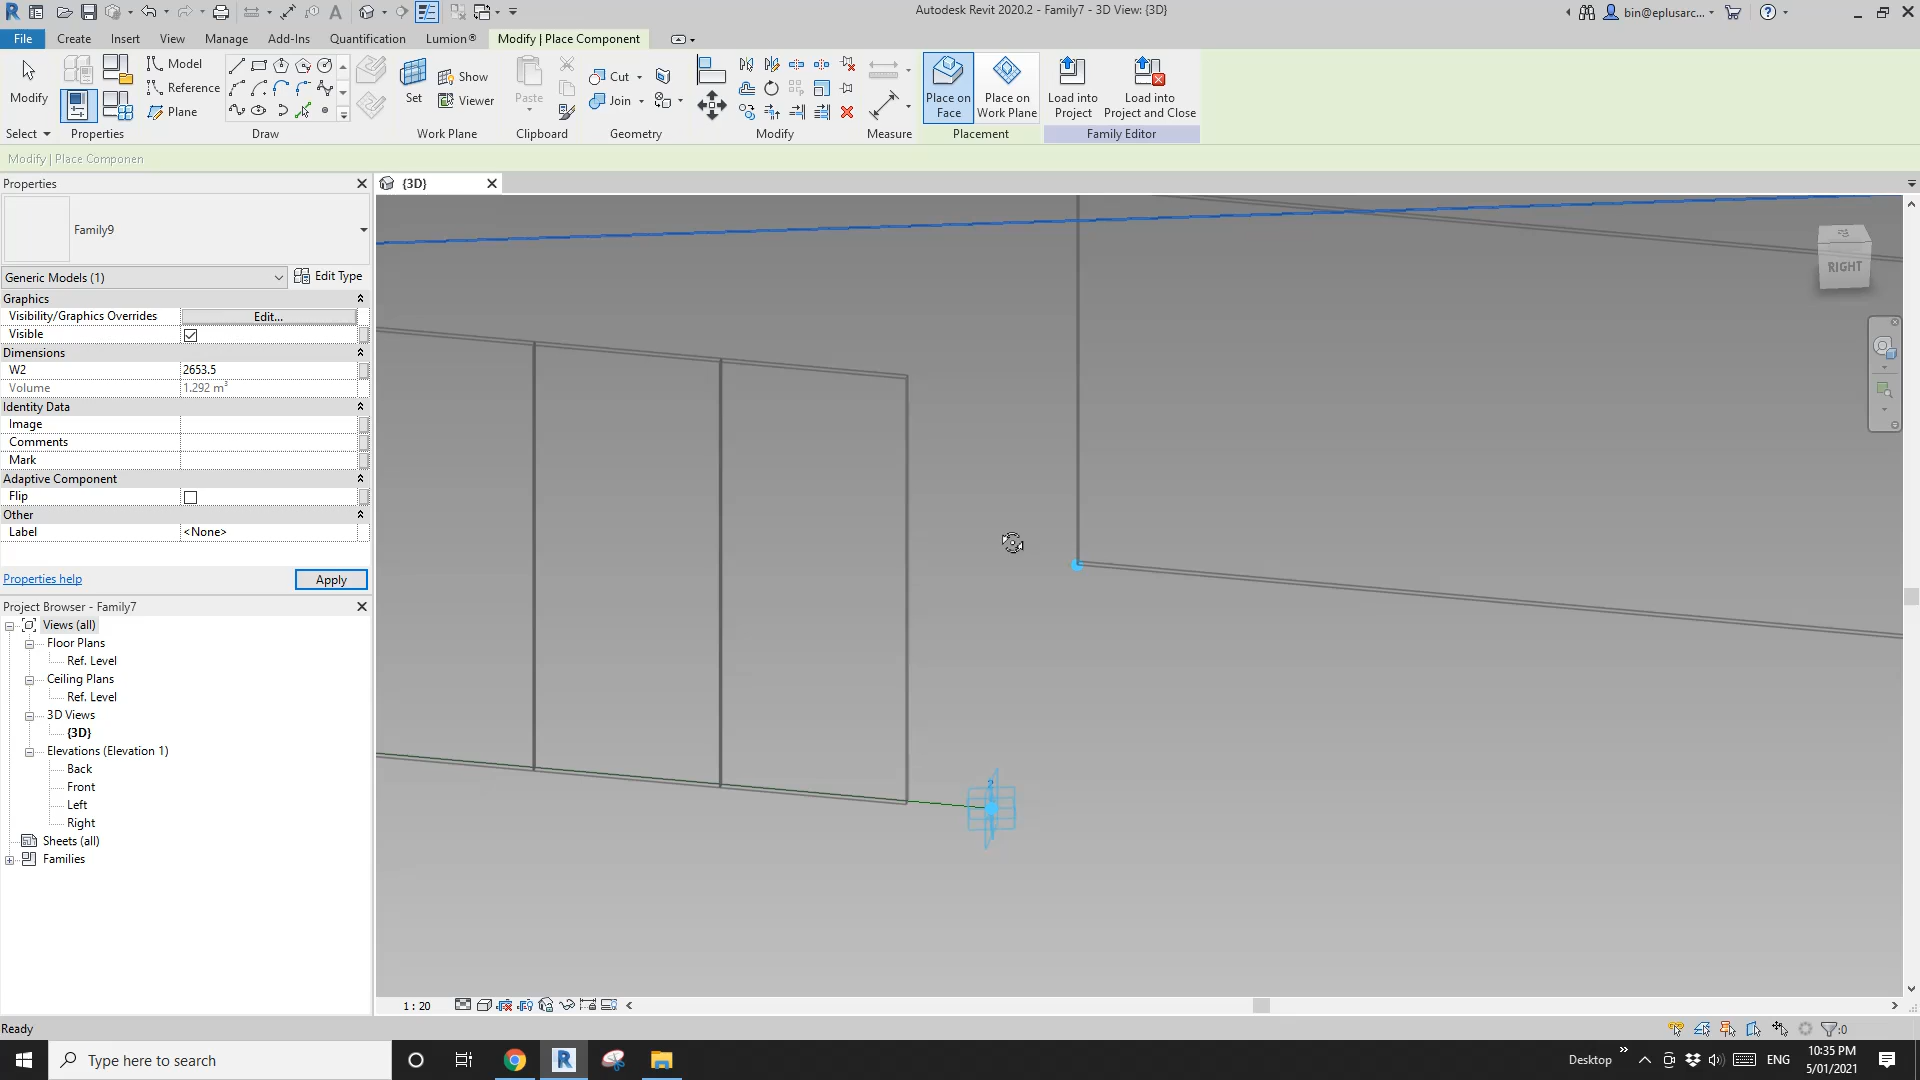 Autodesk Revit 2020.2 - Family7 - 3D View: {3D}
bin@eplusarc...
File Create Insert View Manage Add-Ins Quantification Lumion® Modify | Place Component
Modify
Model
Reference
Plane
Set
Show
Viewer
Paste
Cut
Join
Place on Face
Place on Work Plane
Load into Project
Load into Project and Close
Select Properties Draw Work Plane Clipboard Geometry Modify Measure Placement Family Editor
Modify | Place Componen
Properties
{3D}
Family9
Generic Models (1)
Edit Type
Graphics
Visibility/Graphics Overrides Edit...
Visible
Dimensions
W2 2653.5
Volume 1.292 m³
Identity Data
Image
Comments
Mark
Adaptive Component
Flip
Other
Label <None>
Properties help Apply
Project Browser - Family7
Views (all)
Floor Plans
Ref. Level
Ceiling Plans
Ref. Level
3D Views
{3D}
Elevations (Elevation 1)
Back
Front
Left
Right
Sheets (all)
Families
RIGHT
2
1 : 20
Ready
:0
Type here to search
Desktop
ENG
10:35 PM
5/01/2021